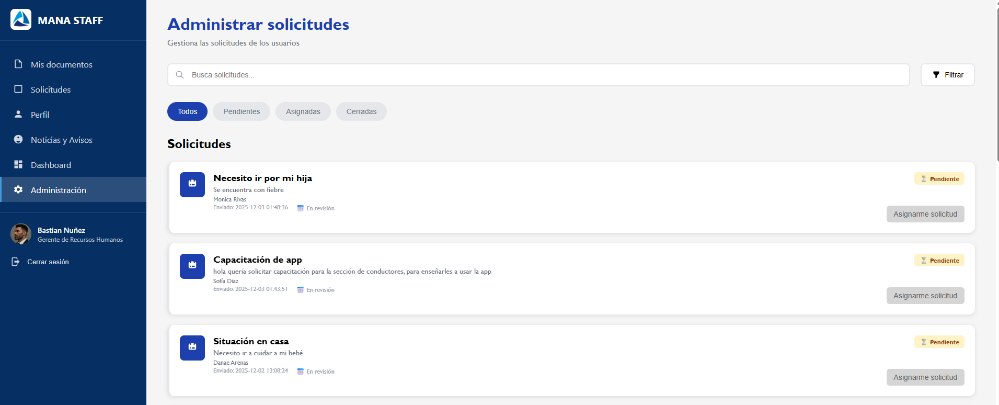 MANA STAFF
Mis documentos
Solicitudes
Perfil
Noticias y Avisos
Dashboard
Administración
Bastian Nuñez
Gerente de Recursos Humanos
Cerrar sesión
Administrar solicitudes
Gestiona las solicitudes de los usuarios
Busca solicitudes...
Filtrar
Todos
Pendientes
Asignadas
Cerradas
Solicitudes
Necesito ir por mi hija
Pendiente
Se encuentra con fiebre
Monica Rivas
Enviado: 2025-12-03 01:48:36
En revisión
Asignarme solicitud
Capacitación de app
Pendiente
hola quería solicitar capacitación para la sección de conductores, para enseñarles a usar la app
Sofía Diaz
Enviado: 2025-12-03 01:43:51
En revisión
Asignarme solicitud
Situación en casa
Pendiente
Necesito ir a cuidar a mi bebé
Danae Arenas
Enviado: 2025-12-02 13:08:24
En revisión
Asignarme solicitud